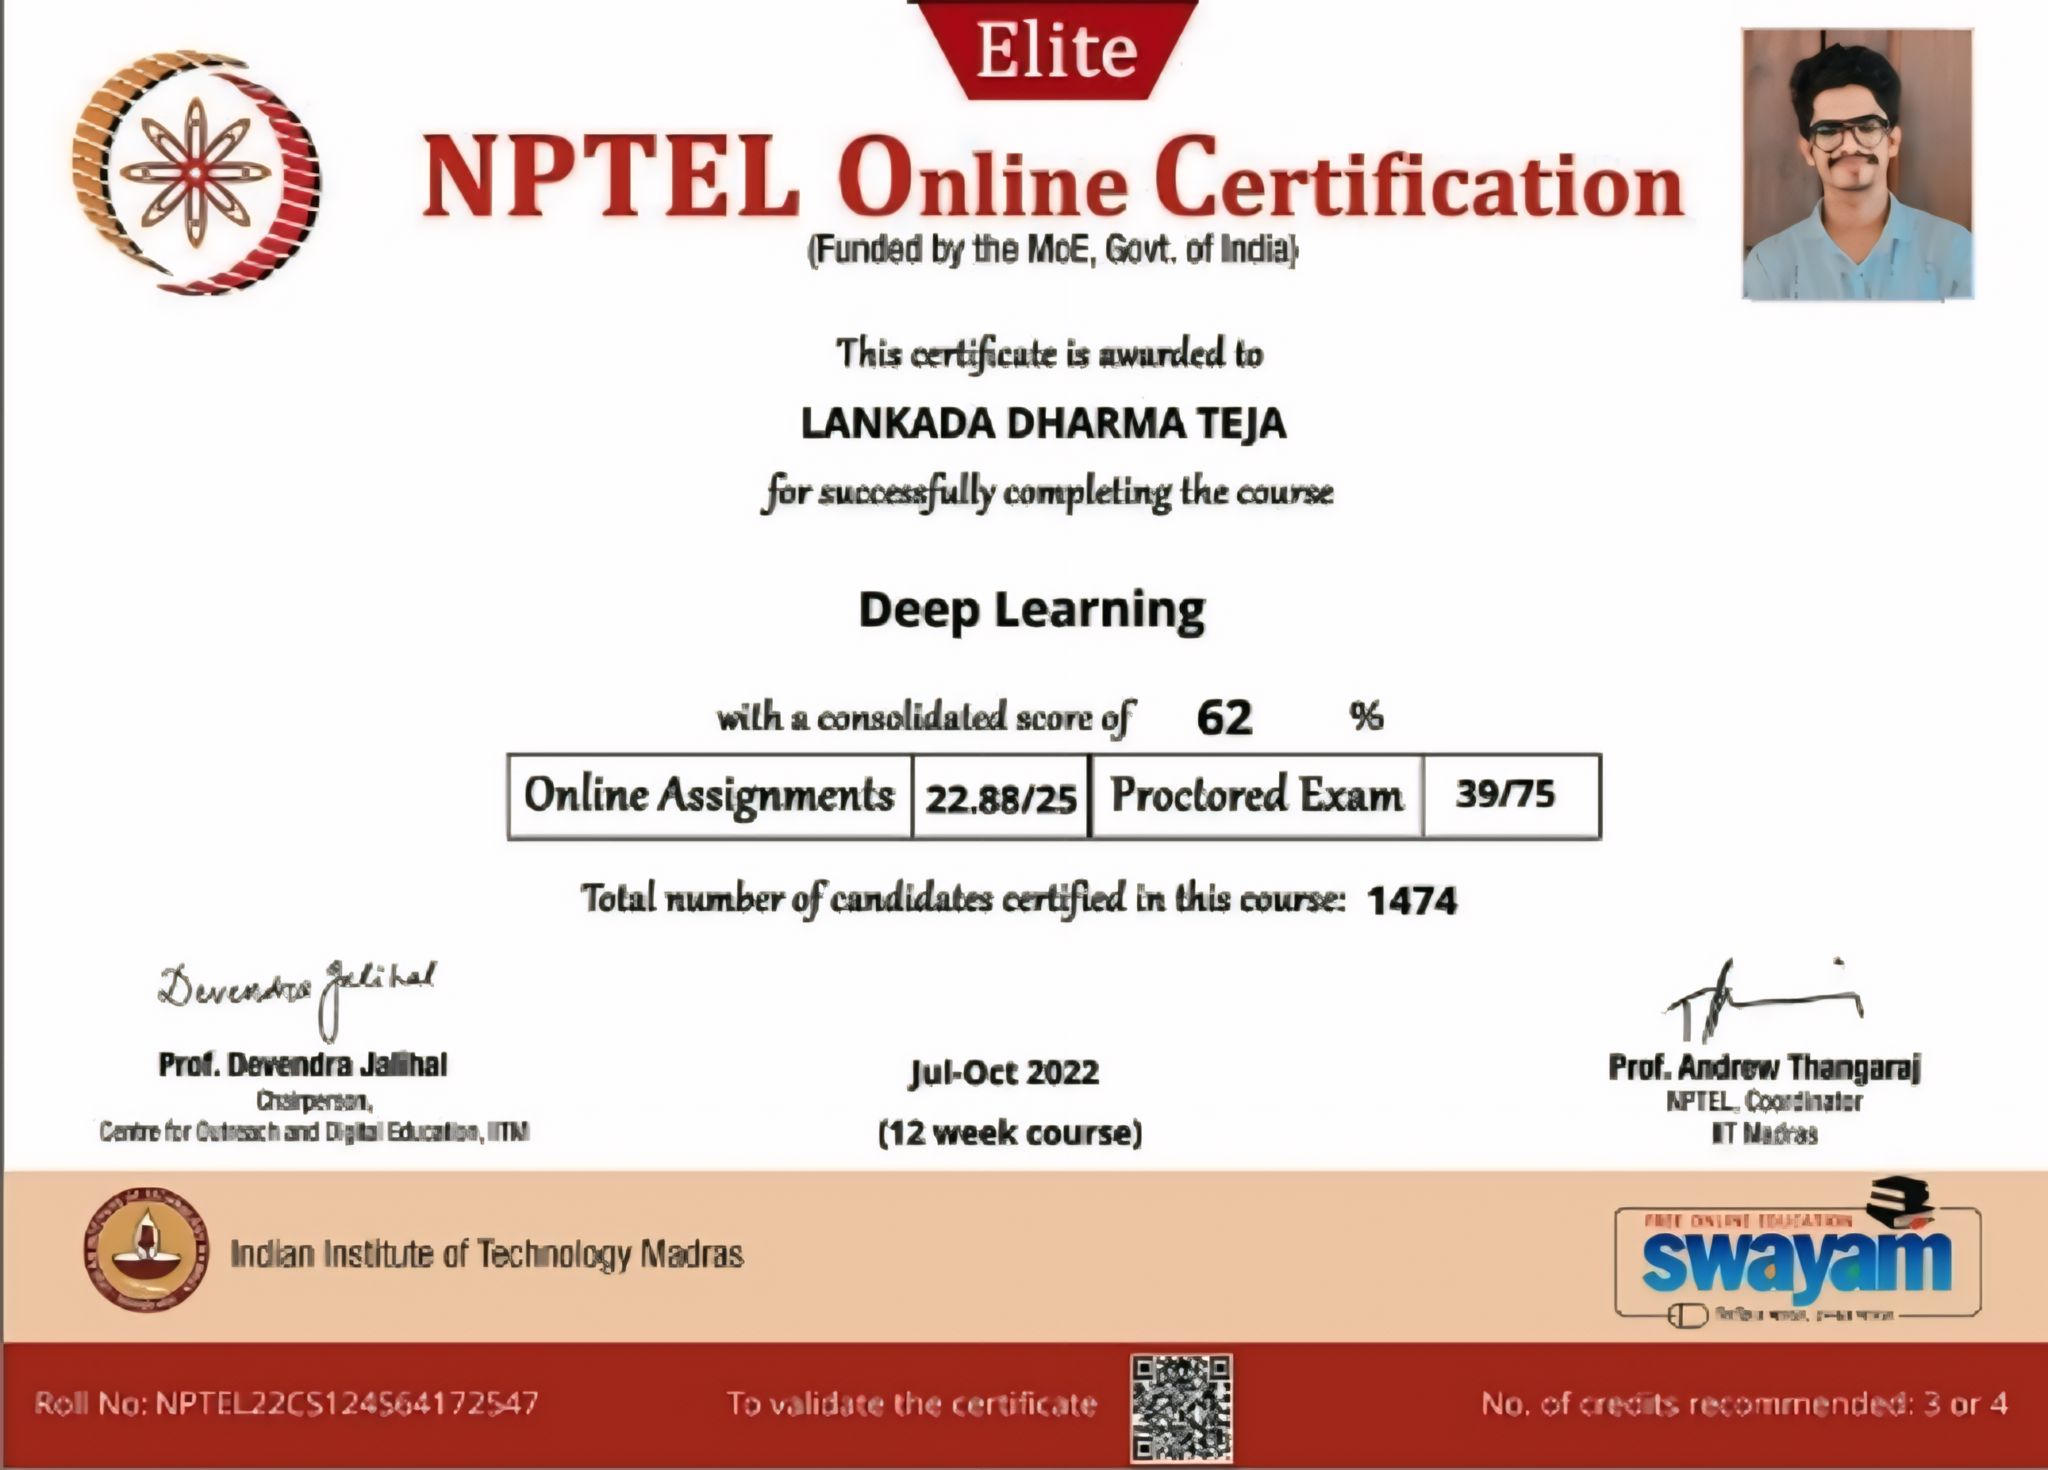 Elite
NPTEL Online Certification
(Funded by the MoE, Govt. of India)
This certificate is awarded to
LANKADA DHARMA TEJA
for successfully completing the course
Deep Learning
with a consolidated score of 62 %
Online Assignments 22.88/25 Proctored Exam 39/75
Total number of candidates certified in this course: 1474
Devendra Jalihal
Prof. Devendra Jalihal
Chairperson,
Centre for Outreach and Digital Education, IITM
Jul-Oct 2022
(12 week course)
Prof. Andrew Thangaraj
NPTEL, Coordinator
IIT Madras
Indian Institute of Technology Madras
FREE ONLINE EDUCATION
swayam
Roll No: NPTEL22CS124564172547
To validate the certificate
No. of credits recommended: 3 or 4